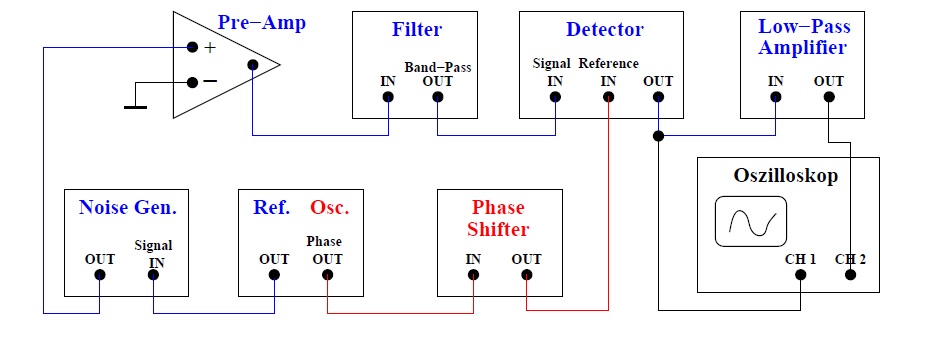 Pre−Amp
+
−
Filter
Band−Pass
IN OUT
Detector
Signal Reference
IN IN OUT
Low−Pass
Amplifier
IN OUT
Noise Gen.
Signal
OUT IN
Ref. Osc.
Phase
OUT OUT
Phase
Shifter
IN OUT
Oszilloskop
CH 1 CH 2